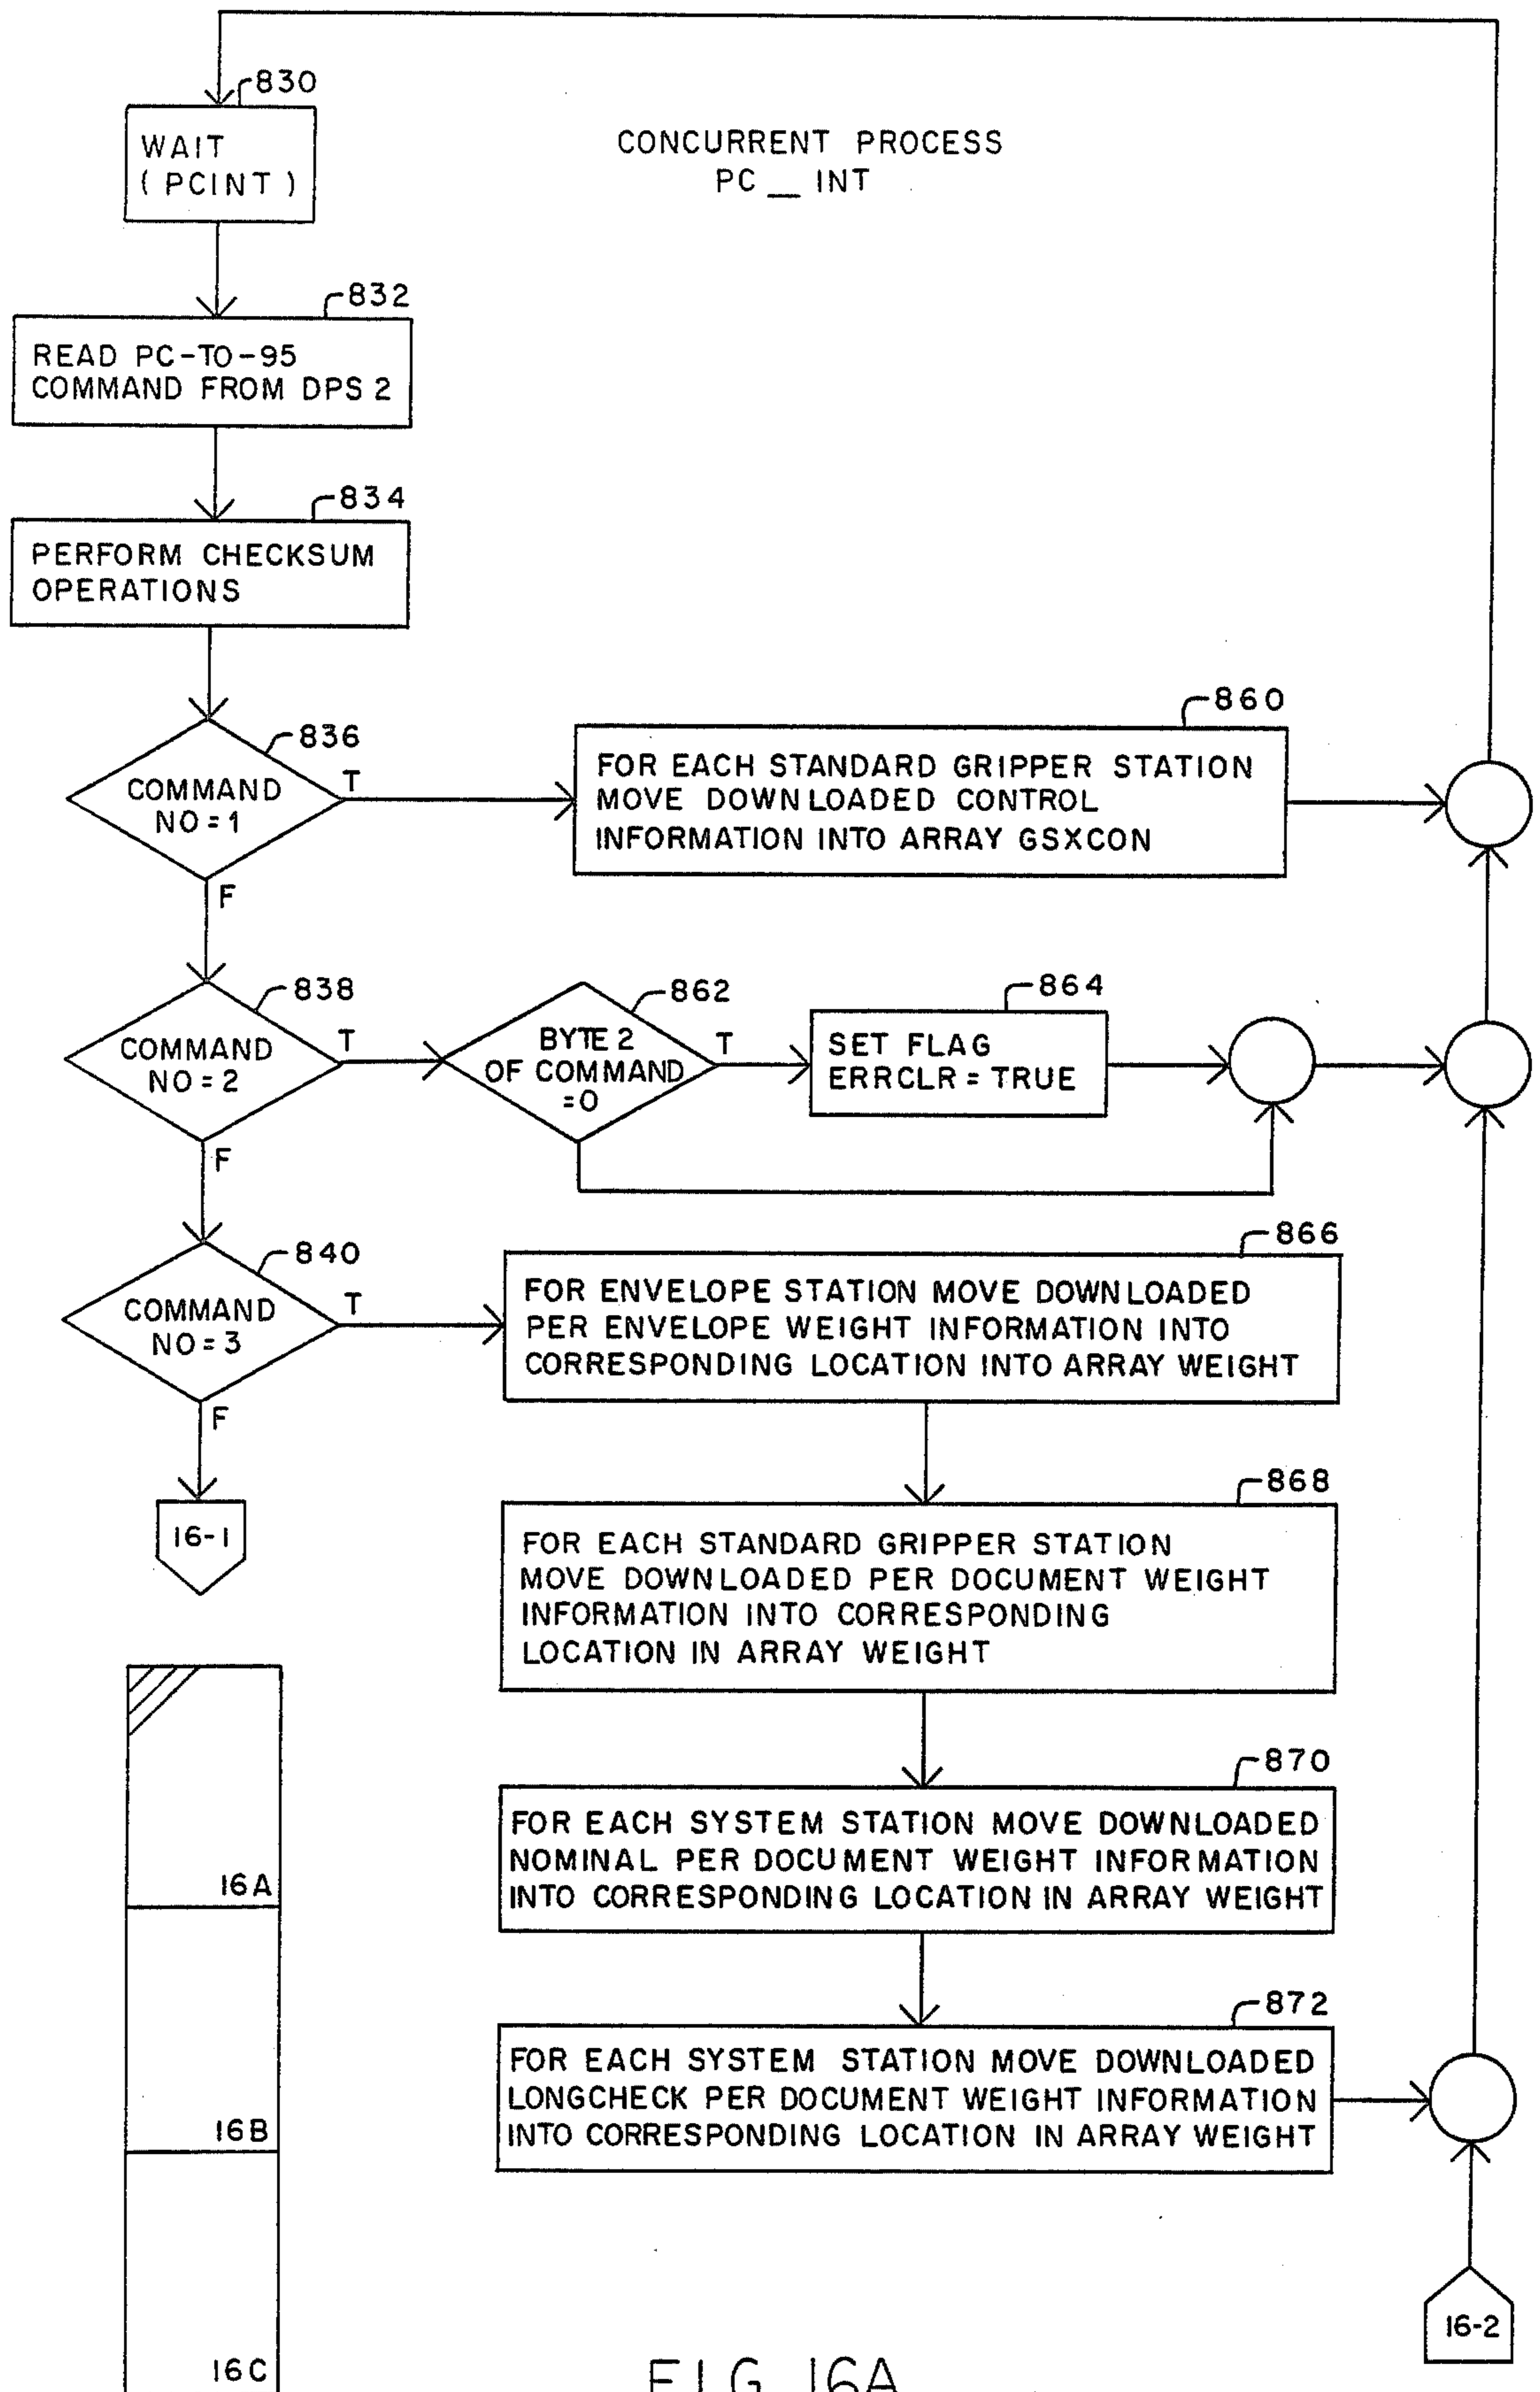 830
WAIT
(PCINT)
CONCURRENT PROCESS
PC _ INT
832
READ PC-TO-95
COMMAND FROM DPS 2
834
PERFORM CHECKSUM
OPERATIONS
836
COMMAND
NO=1
T
F
860
FOR EACH STANDARD GRIPPER STATION
MOVE DOWNLOADED CONTROL
INFORMATION INTO ARRAY GSXCON
838
COMMAND
NO=2
T
F
862
BYTE 2
OF COMMAND
=0
T
864
SET FLAG
ERRCLR = TRUE
840
COMMAND
NO=3
T
F
866
FOR ENVELOPE STATION MOVE DOWNLOADED
PER ENVELOPE WEIGHT INFORMATION INTO
CORRESPONDING LOCATION INTO ARRAY WEIGHT
16-1
868
FOR EACH STANDARD GRIPPER STATION
MOVE DOWNLOADED PER DOCUMENT WEIGHT
INFORMATION INTO CORRESPONDING
LOCATION IN ARRAY WEIGHT
870
FOR EACH SYSTEM STATION MOVE DOWNLOADED
NOMINAL PER DOCUMENT WEIGHT INFORMATION
INTO CORRESPONDING LOCATION IN ARRAY WEIGHT
872
FOR EACH SYSTEM STATION MOVE DOWNLOADED
LONGCHECK PER DOCUMENT WEIGHT INFORMATION
INTO CORRESPONDING LOCATION IN ARRAY WEIGHT
16-2
16A
16B
16C
FIG 16A